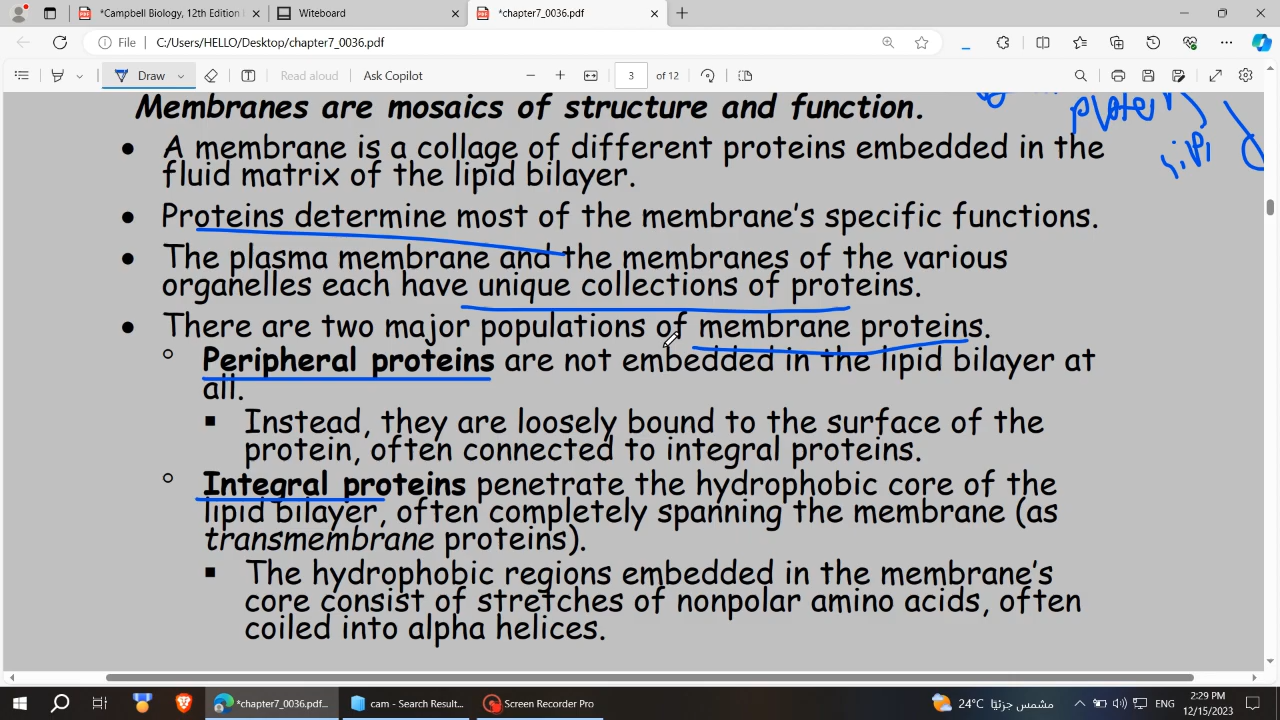 *Campbell Biology, 12th Edition
Witeboard
*chapter7_0036.pdf
File
C:/Users/HELLO/Desktop/chapter7_0036.pdf
Draw
Read aloud
Ask Copilot
3
of 12
Membranes are mosaics of structure and function.
• A membrane is a collage of different proteins embedded in the
fluid matrix of the lipid bilayer.
• Proteins determine most of the membrane's specific functions.
• The plasma membrane and the membranes of the various
organelles each have unique collections of proteins.
• There are two major populations of membrane proteins.
○ Peripheral proteins are not embedded in the lipid bilayer at
all.
▪ Instead, they are loosely bound to the surface of the
protein, often connected to integral proteins.
○ Integral proteins penetrate the hydrophobic core of the
lipid bilayer, often completely spanning the membrane (as
transmembrane proteins).
▪ The hydrophobic regions embedded in the membrane's
core consist of stretches of nonpolar amino acids, often
coiled into alpha helices.
*chapter7_0036.pdf...
cam - Search Result...
Screen Recorder Pro
24°C مشمس جزئيًا
ENG
2:29 PM
12/15/2023